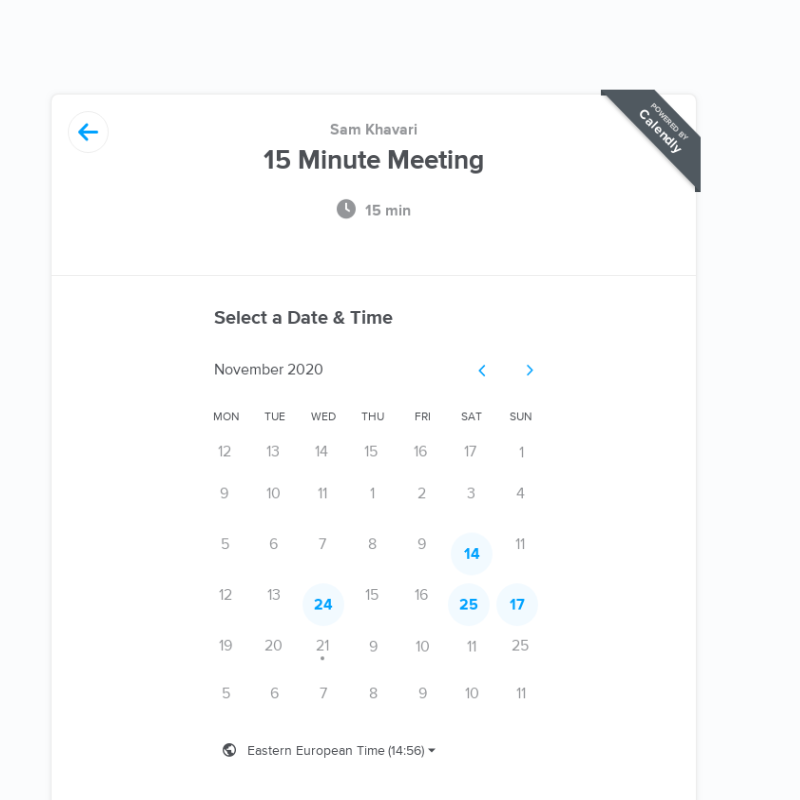 POWERED BY
Calendly
Sam Khavari
15 Minute Meeting
15 min
Select a Date & Time
November 2020
MON TUE WED THU FRI SAT SUN
12 13 14 15 16 17 1
9 10 11 1 2 3 4
5 6 7 8 9 14 11
12 13 24 15 16 25 17
19 20 21 9 10 11 25
5 6 7 8 9 10 11
Eastern European Time (14:56)